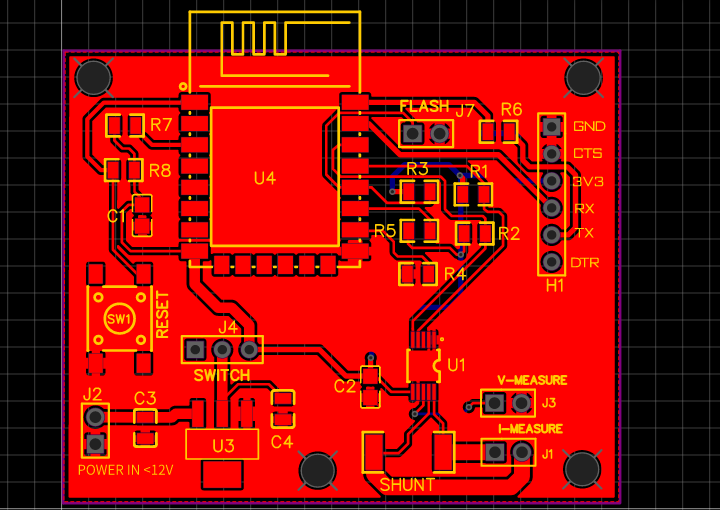 FLASH
J7
R6
GND
R7
CTS
R8
R3
R1
U4
3V3
C1
RX
R5
R2
TX
DTR
R4
H1
SW1
RESET
J4
U1
SWITCH
C2
V-MEASURE
J2
C3
J3
I-MEASURE
U3
C4
J1
POWER IN <12V
SHUNT